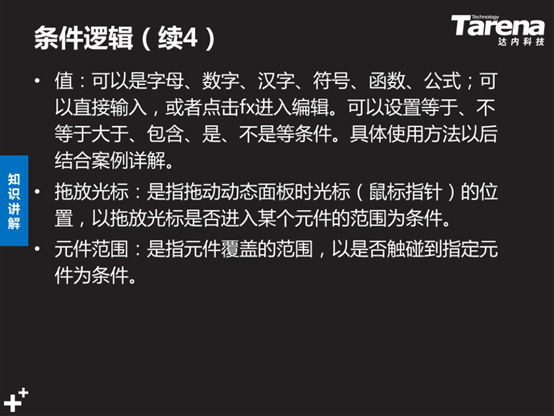 条件逻辑（续4）
Technology
Tarena
达内科技
• 值：可以是字母、数字、汉字、符号、函数、公式；可
以直接输入，或者点击fx进入编辑。可以设置等于、不
等于大于、包含、是、不是等条件。具体使用方法以后
结合案例详解。
• 拖放光标：是指拖动动态面板时光标（鼠标指针）的位
置，以拖放光标是否进入某个元件的范围为条件。
• 元件范围：是指元件覆盖的范围，以是否触碰到指定元
件为条件。
知识讲解